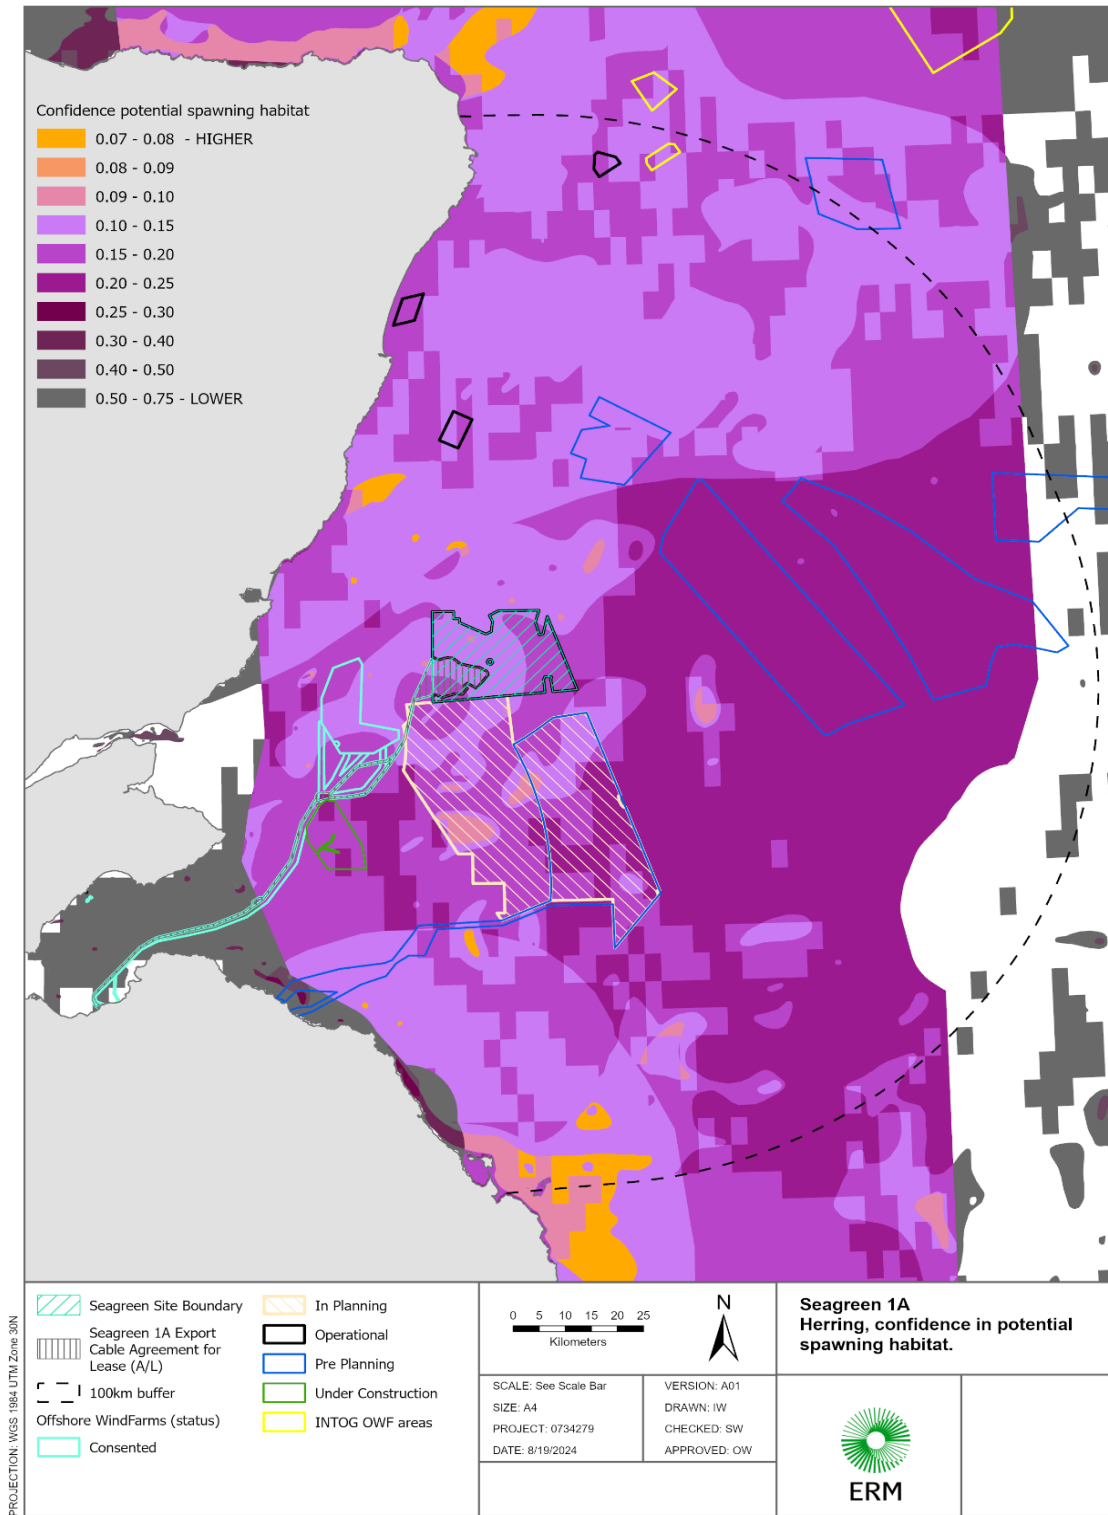 Confidence potential spawning habitat
0.07 - 0.08 - HIGHER
0.08 - 0.09
0.09 - 0.10
0.10 - 0.15
0.15 - 0.20
0.20 - 0.25
0.25 - 0.30
0.30 - 0.40
0.40 - 0.50
0.50 - 0.75 - LOWER
PROJECTION: WGS 1984 UTM Zone 30N
Seagreen Site Boundary
Seagreen 1A Export
Cable Agreement for
Lease (A/L)
100km buffer
Offshore WindFarms (status)
Consented
In Planning
Operational
Pre Planning
Under Construction
INTOG OWF areas
0 5 10 15 20 25
Kilometers
N
SCALE: See Scale Bar
SIZE: A4
PROJECT: 0734279
DATE: 8/19/2024
VERSION: A01
DRAWN: IW
CHECKED: SW
APPROVED: OW
Seagreen 1A
Herring, confidence in potential
spawning habitat.
ERM